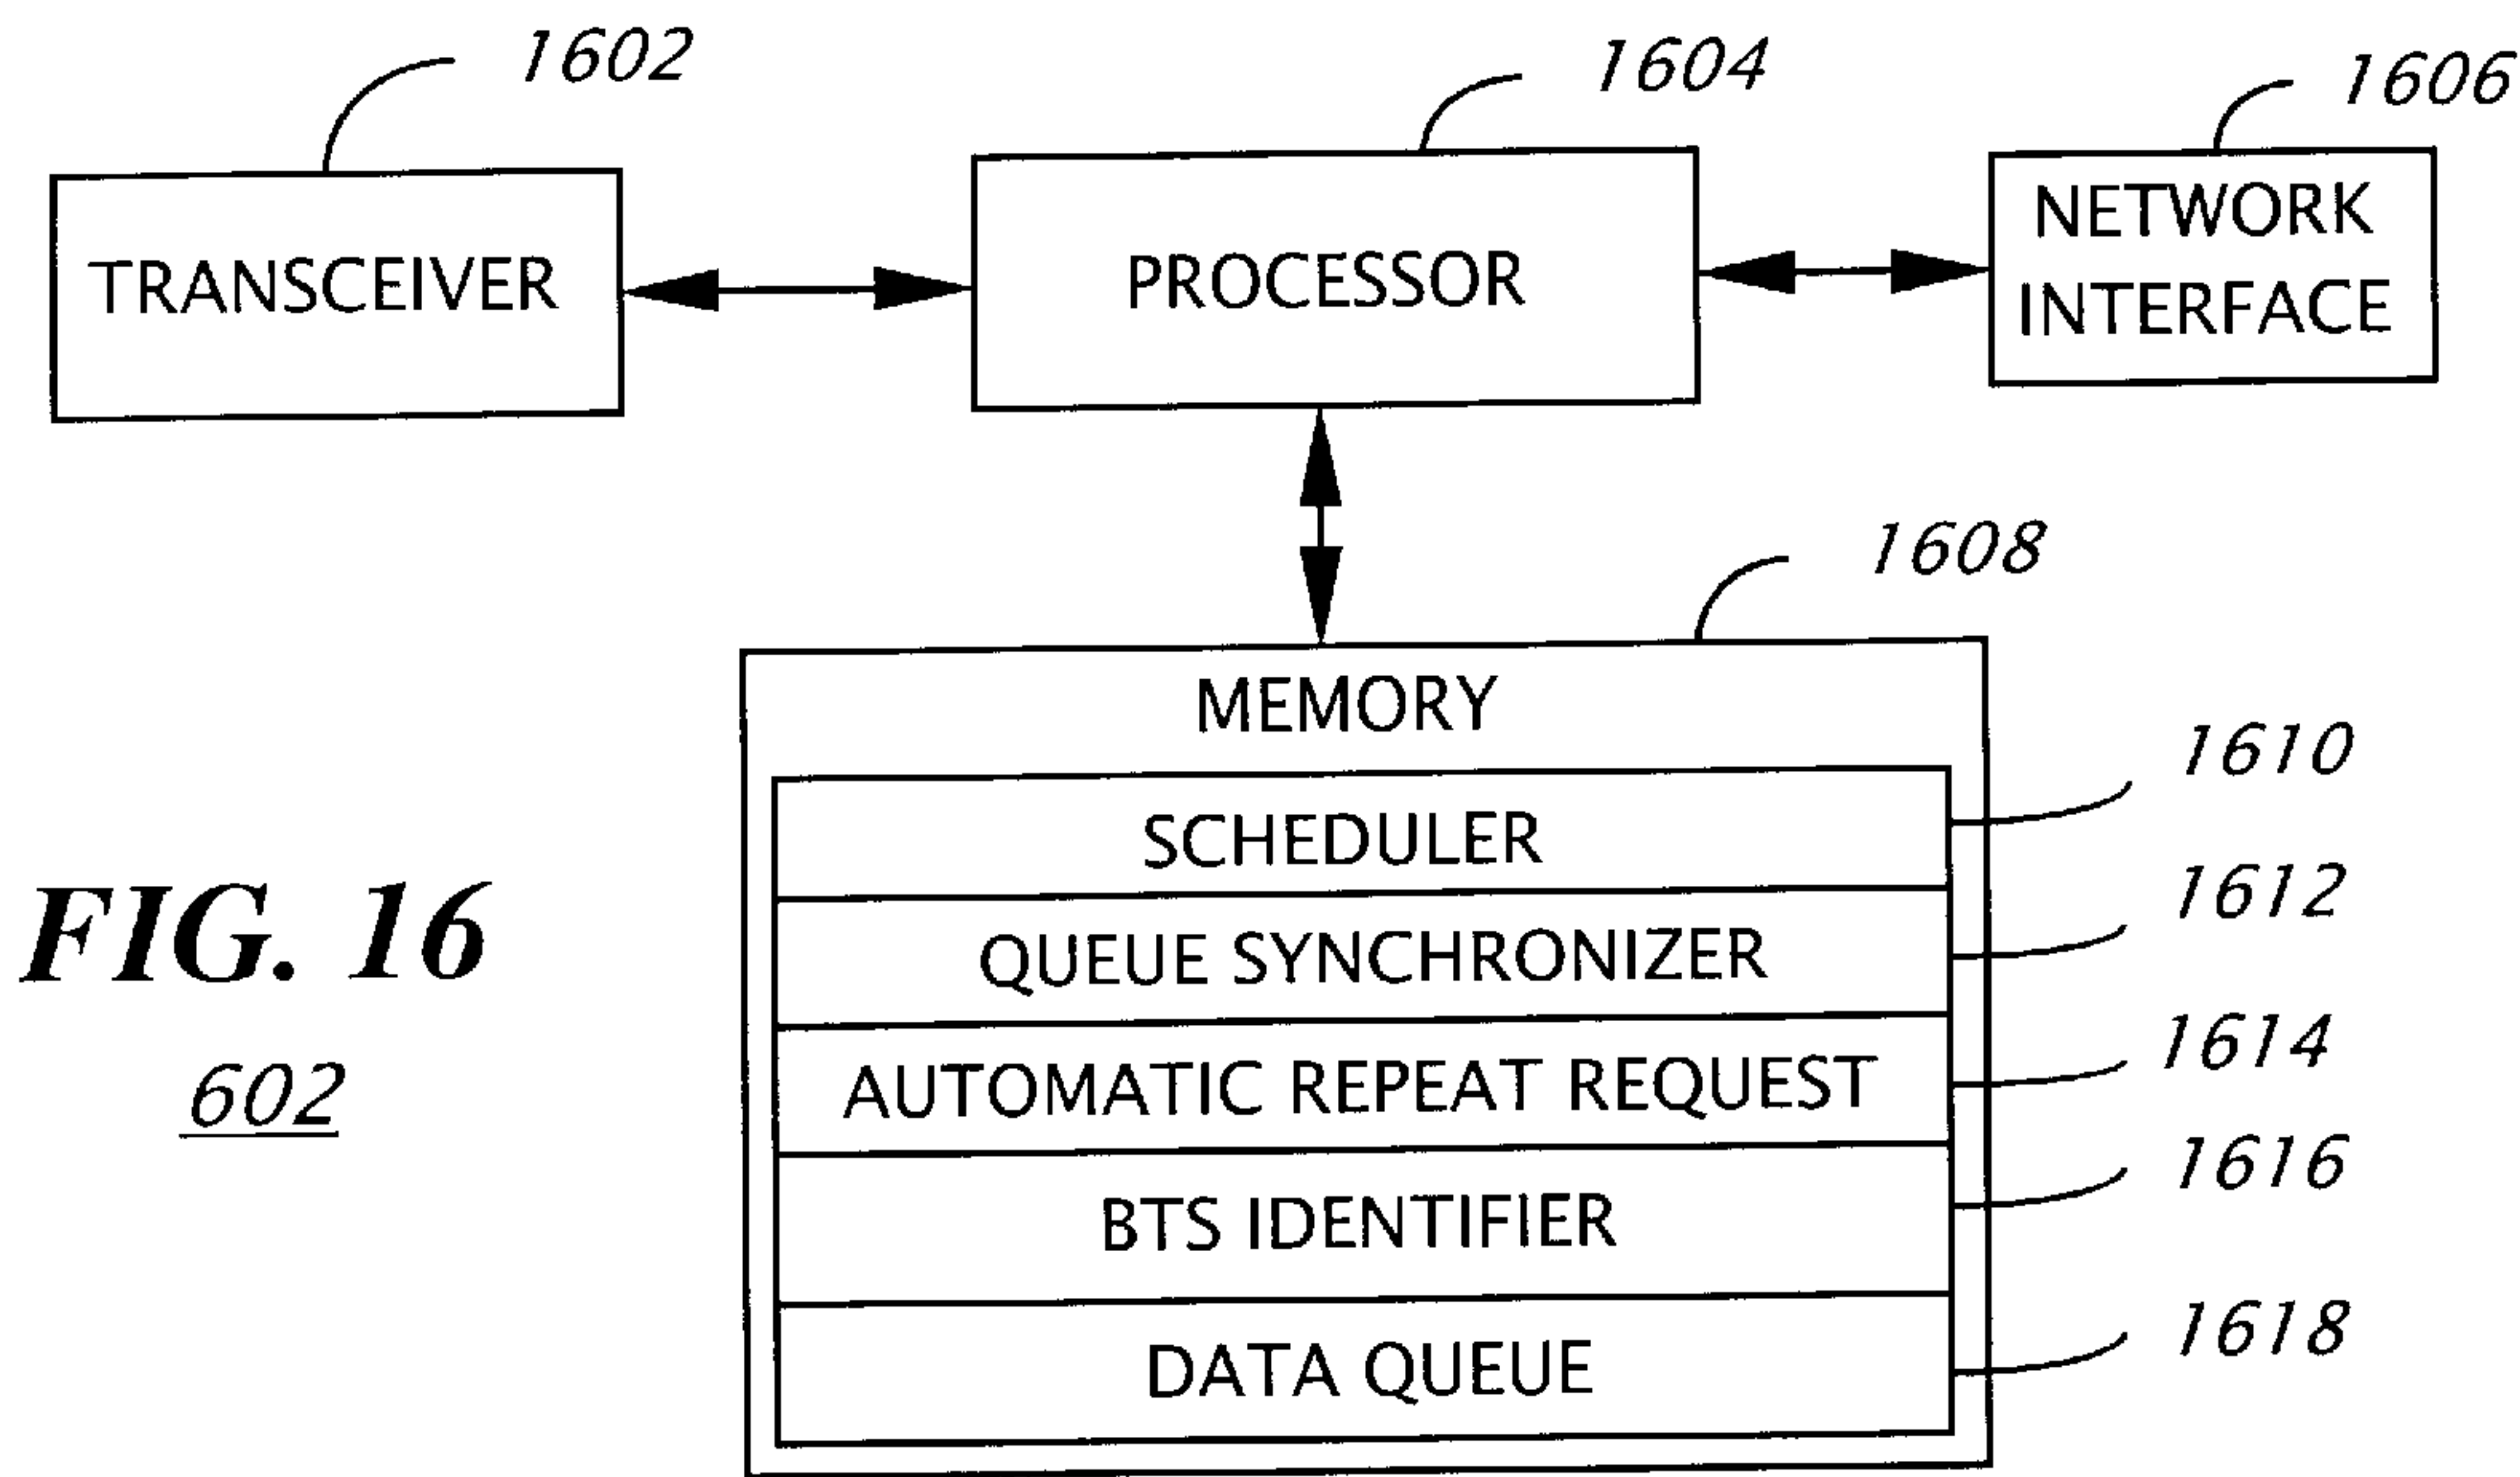 1602
1604
1606
TRANSCEIVER
PROCESSOR
NETWORK
INTERFACE
1608
MEMORY
1610
SCHEDULER
1612
QUEUE SYNCHRONIZER
FIG. 16
1614
AUTOMATIC REPEAT REQUEST
602
1616
BTS IDENTIFIER
1618
DATA QUEUE